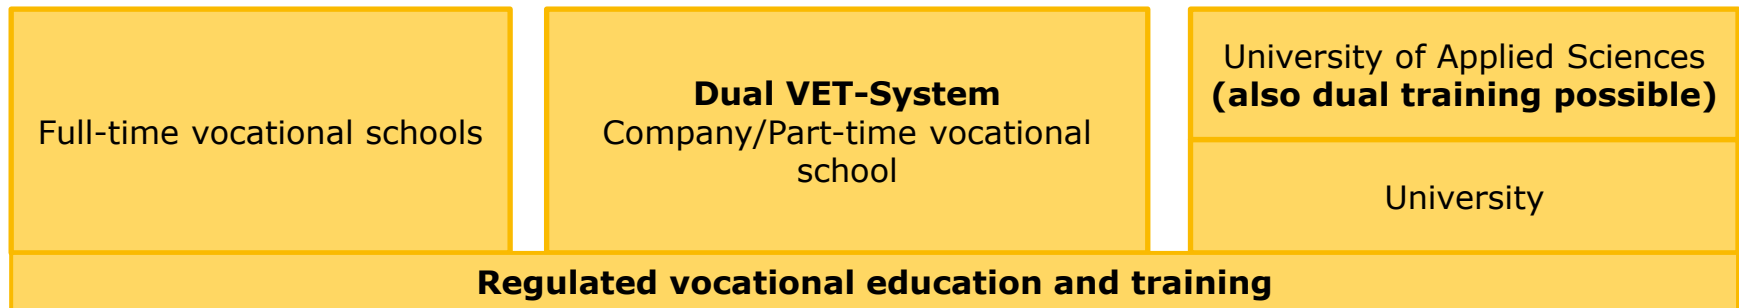 Full-time vocational schools
Dual VET-System
Company/Part-time vocational
school
University of Applied Sciences
(also dual training possible)
University
Regulated vocational education and training